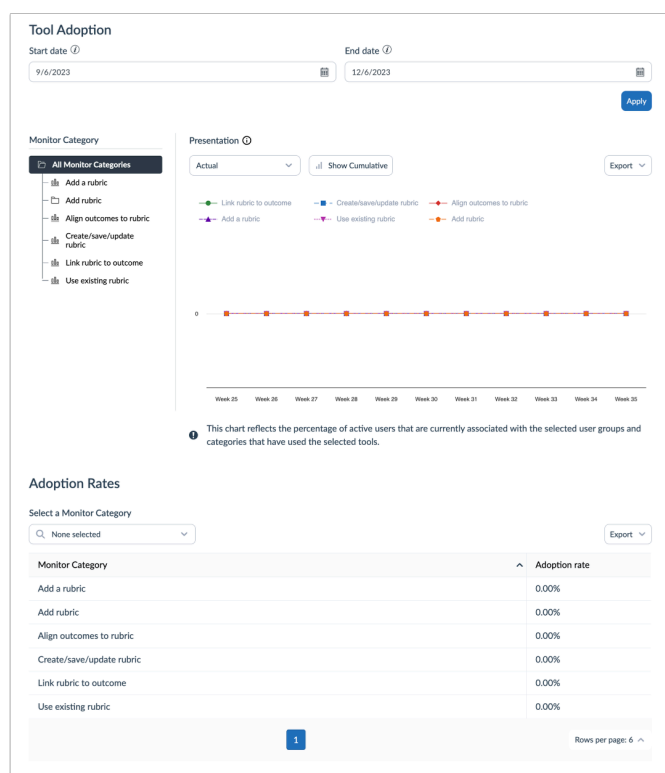 Tool Adoption
Start date
End date
9/6/2023
12/6/2023
Apply
Monitor Category
All Monitor Categories
Add a rubric
Add rubric
Align outcomes to rubric
Create/save/update
rubric
Link rubric to outcome
Use existing rubric
Presentation
Actual
Show Cumulative
Export
Link rubric to outcome
Create/save/update rubric
Align outcomes to rubric
Add a rubric
Use existing rubric
Add rubric
0
Week 25 Week 26 Week 27 Week 28 Week 29 Week 30 Week 31 Week 32 Week 33 Week 34 Week 35
This chart reflects the percentage of active users that are currently associated with the selected user groups and
categories that have used the selected tools.
Adoption Rates
Select a Monitor Category
None selected
Export
Monitor Category Adoption rate
Add a rubric 0.00%
Add rubric 0.00%
Align outcomes to rubric 0.00%
Create/save/update rubric 0.00%
Link rubric to outcome 0.00%
Use existing rubric 0.00%
1
Rows per page: 6